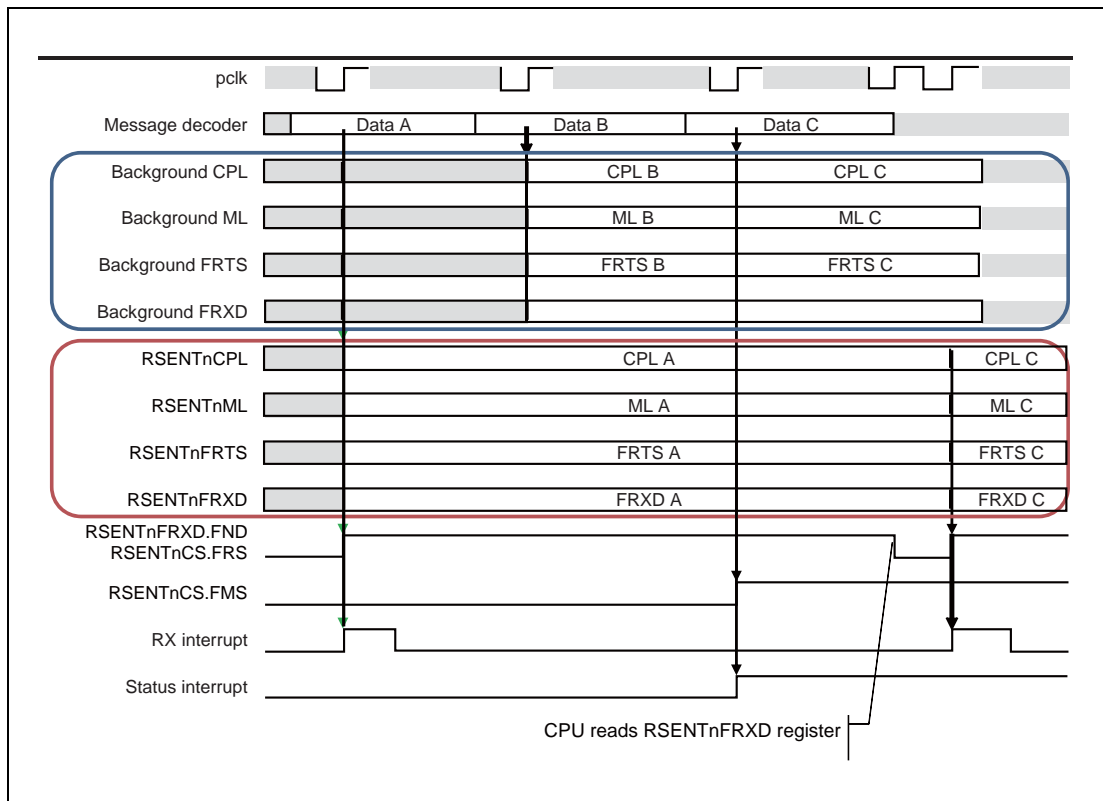 pclk
Message decoder Data A Data B Data C
Background CPL CPL B CPL C
Background ML ML B ML C
Background FRTS FRTS B FRTS C
Background FRXD
RSENTnCPL CPL A CPL C
RSENTnML ML A ML C
RSENTnFRTS FRTS A FRTS C
RSENTnFRXD FRXD A FRXD C
RSENTnFRXD.FND
RSENTnCS.FRS
RSENTnCS.FMS
RX interrupt
Status interrupt
CPU reads RSENTnFRXD register